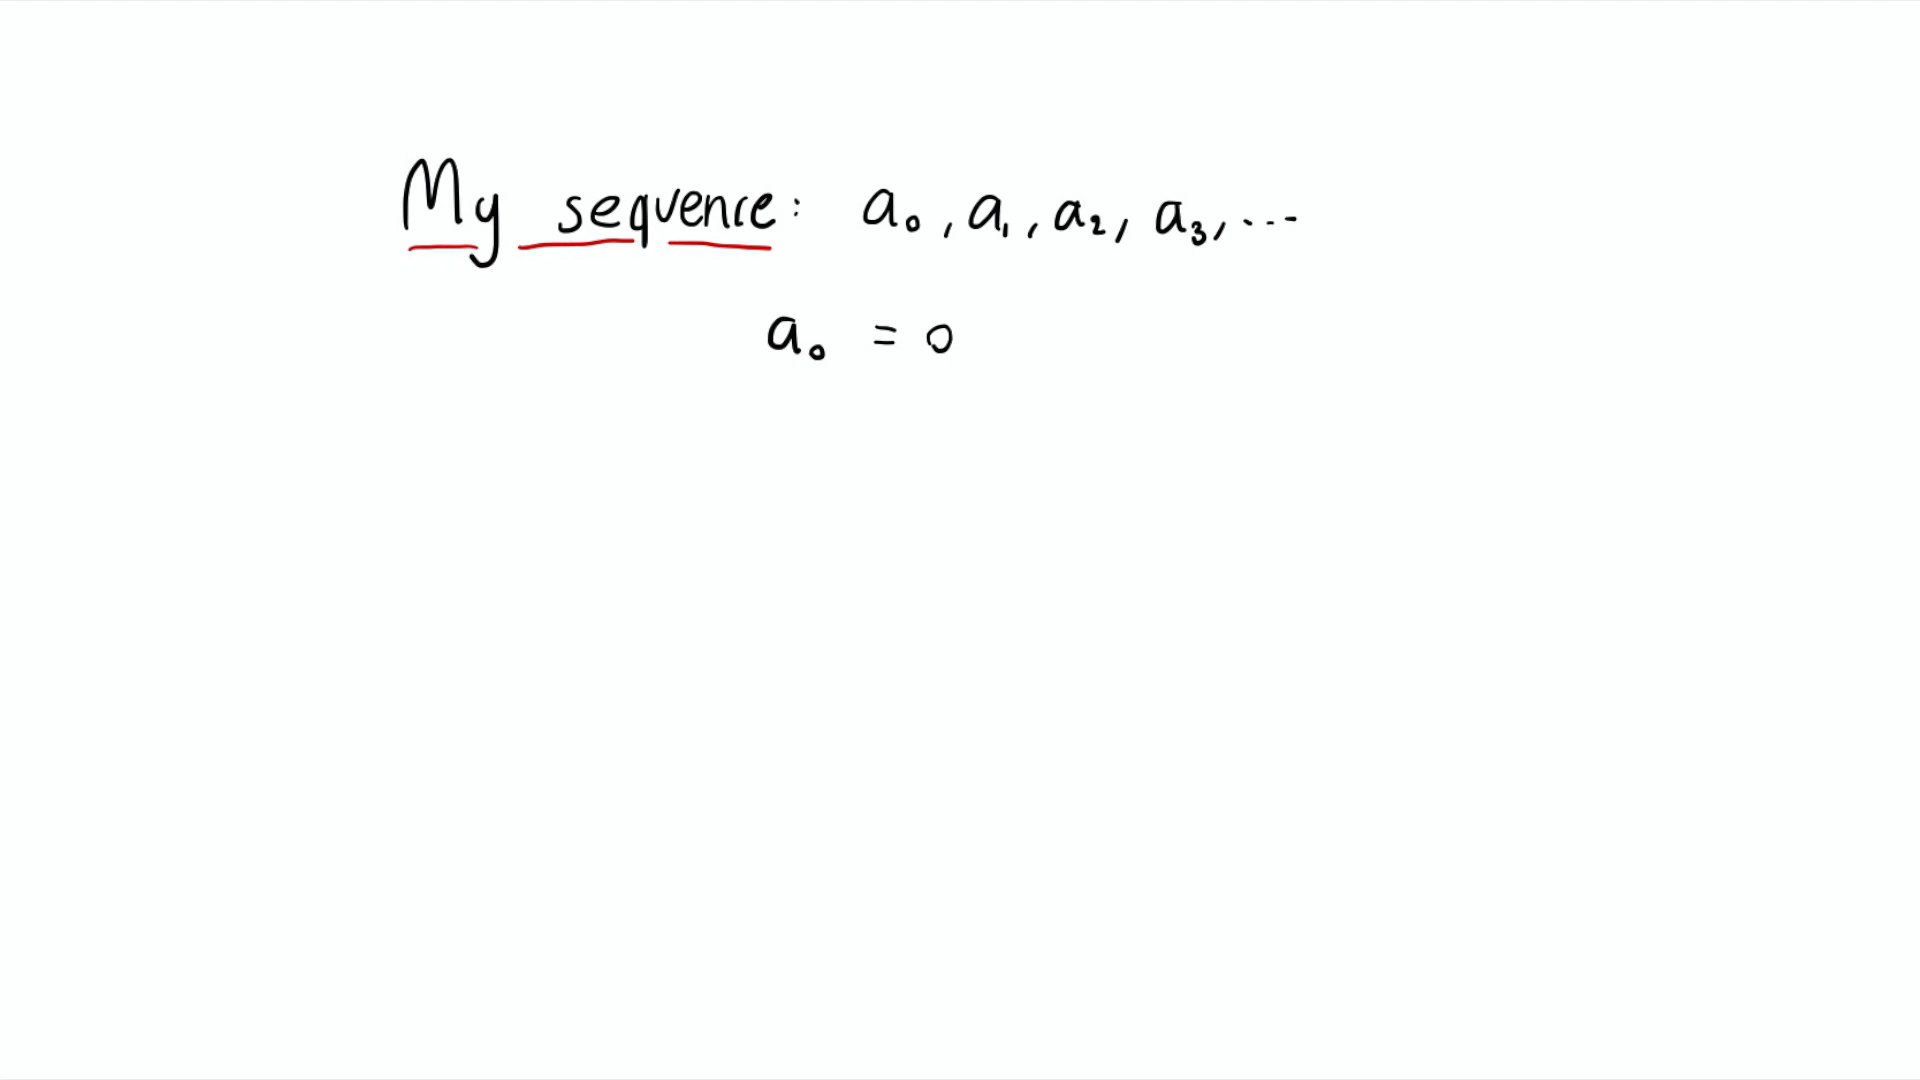 My sequence: a₀, a₁, a₂, a₃, ...
a₀ = 0